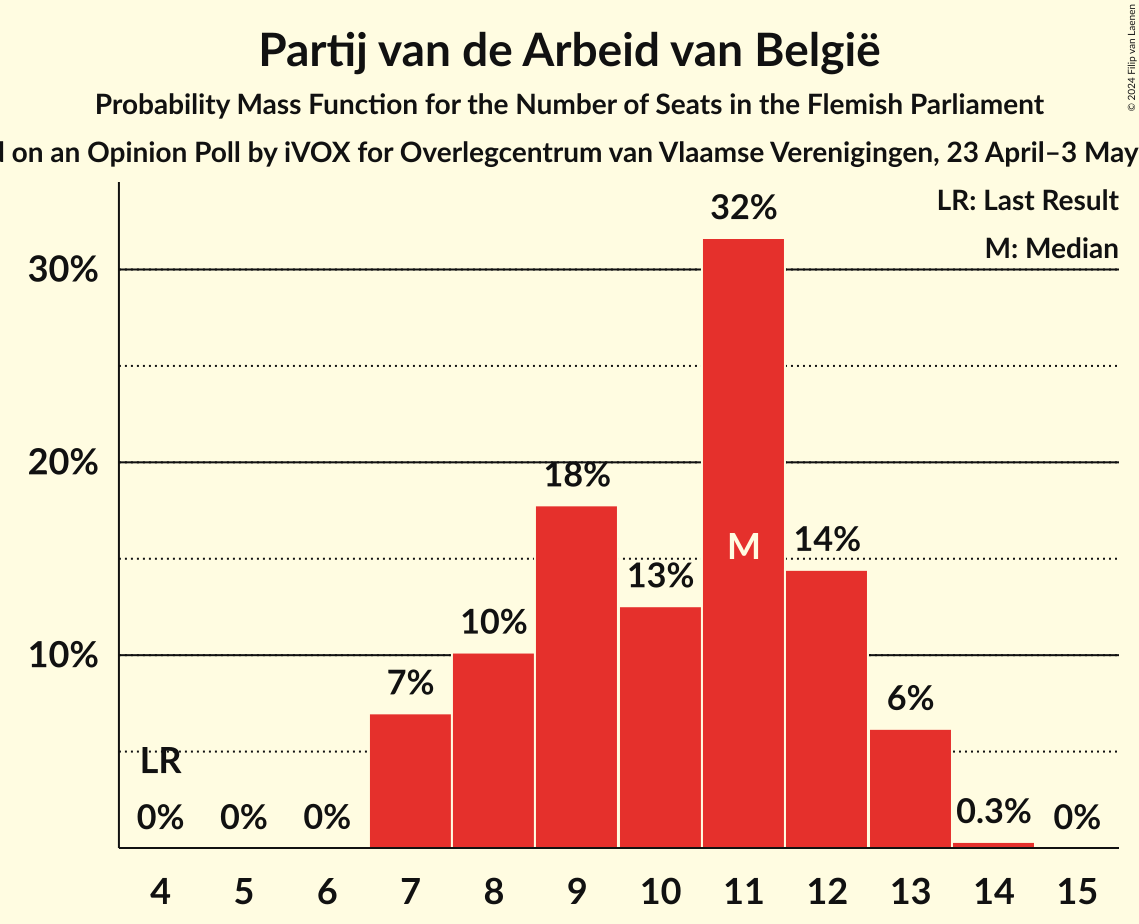 Partij van de Arbeid van België
Probability Mass Function for the Number of Seats in the Flemish Parliament
on an Opinion Poll by iVOX for Overlegcentrum van Vlaamse Verenigingen, 23 April–3 May
© 2024 Filip van Laenen
LR: Last Result
M: Median
32%
30%
20%
18%
M
14%
13%
10%
10%
7%
6%
LR
0%
0%
0%
0.3%
0%
4 5 6 7 8 9 10 11 12 13 14 15